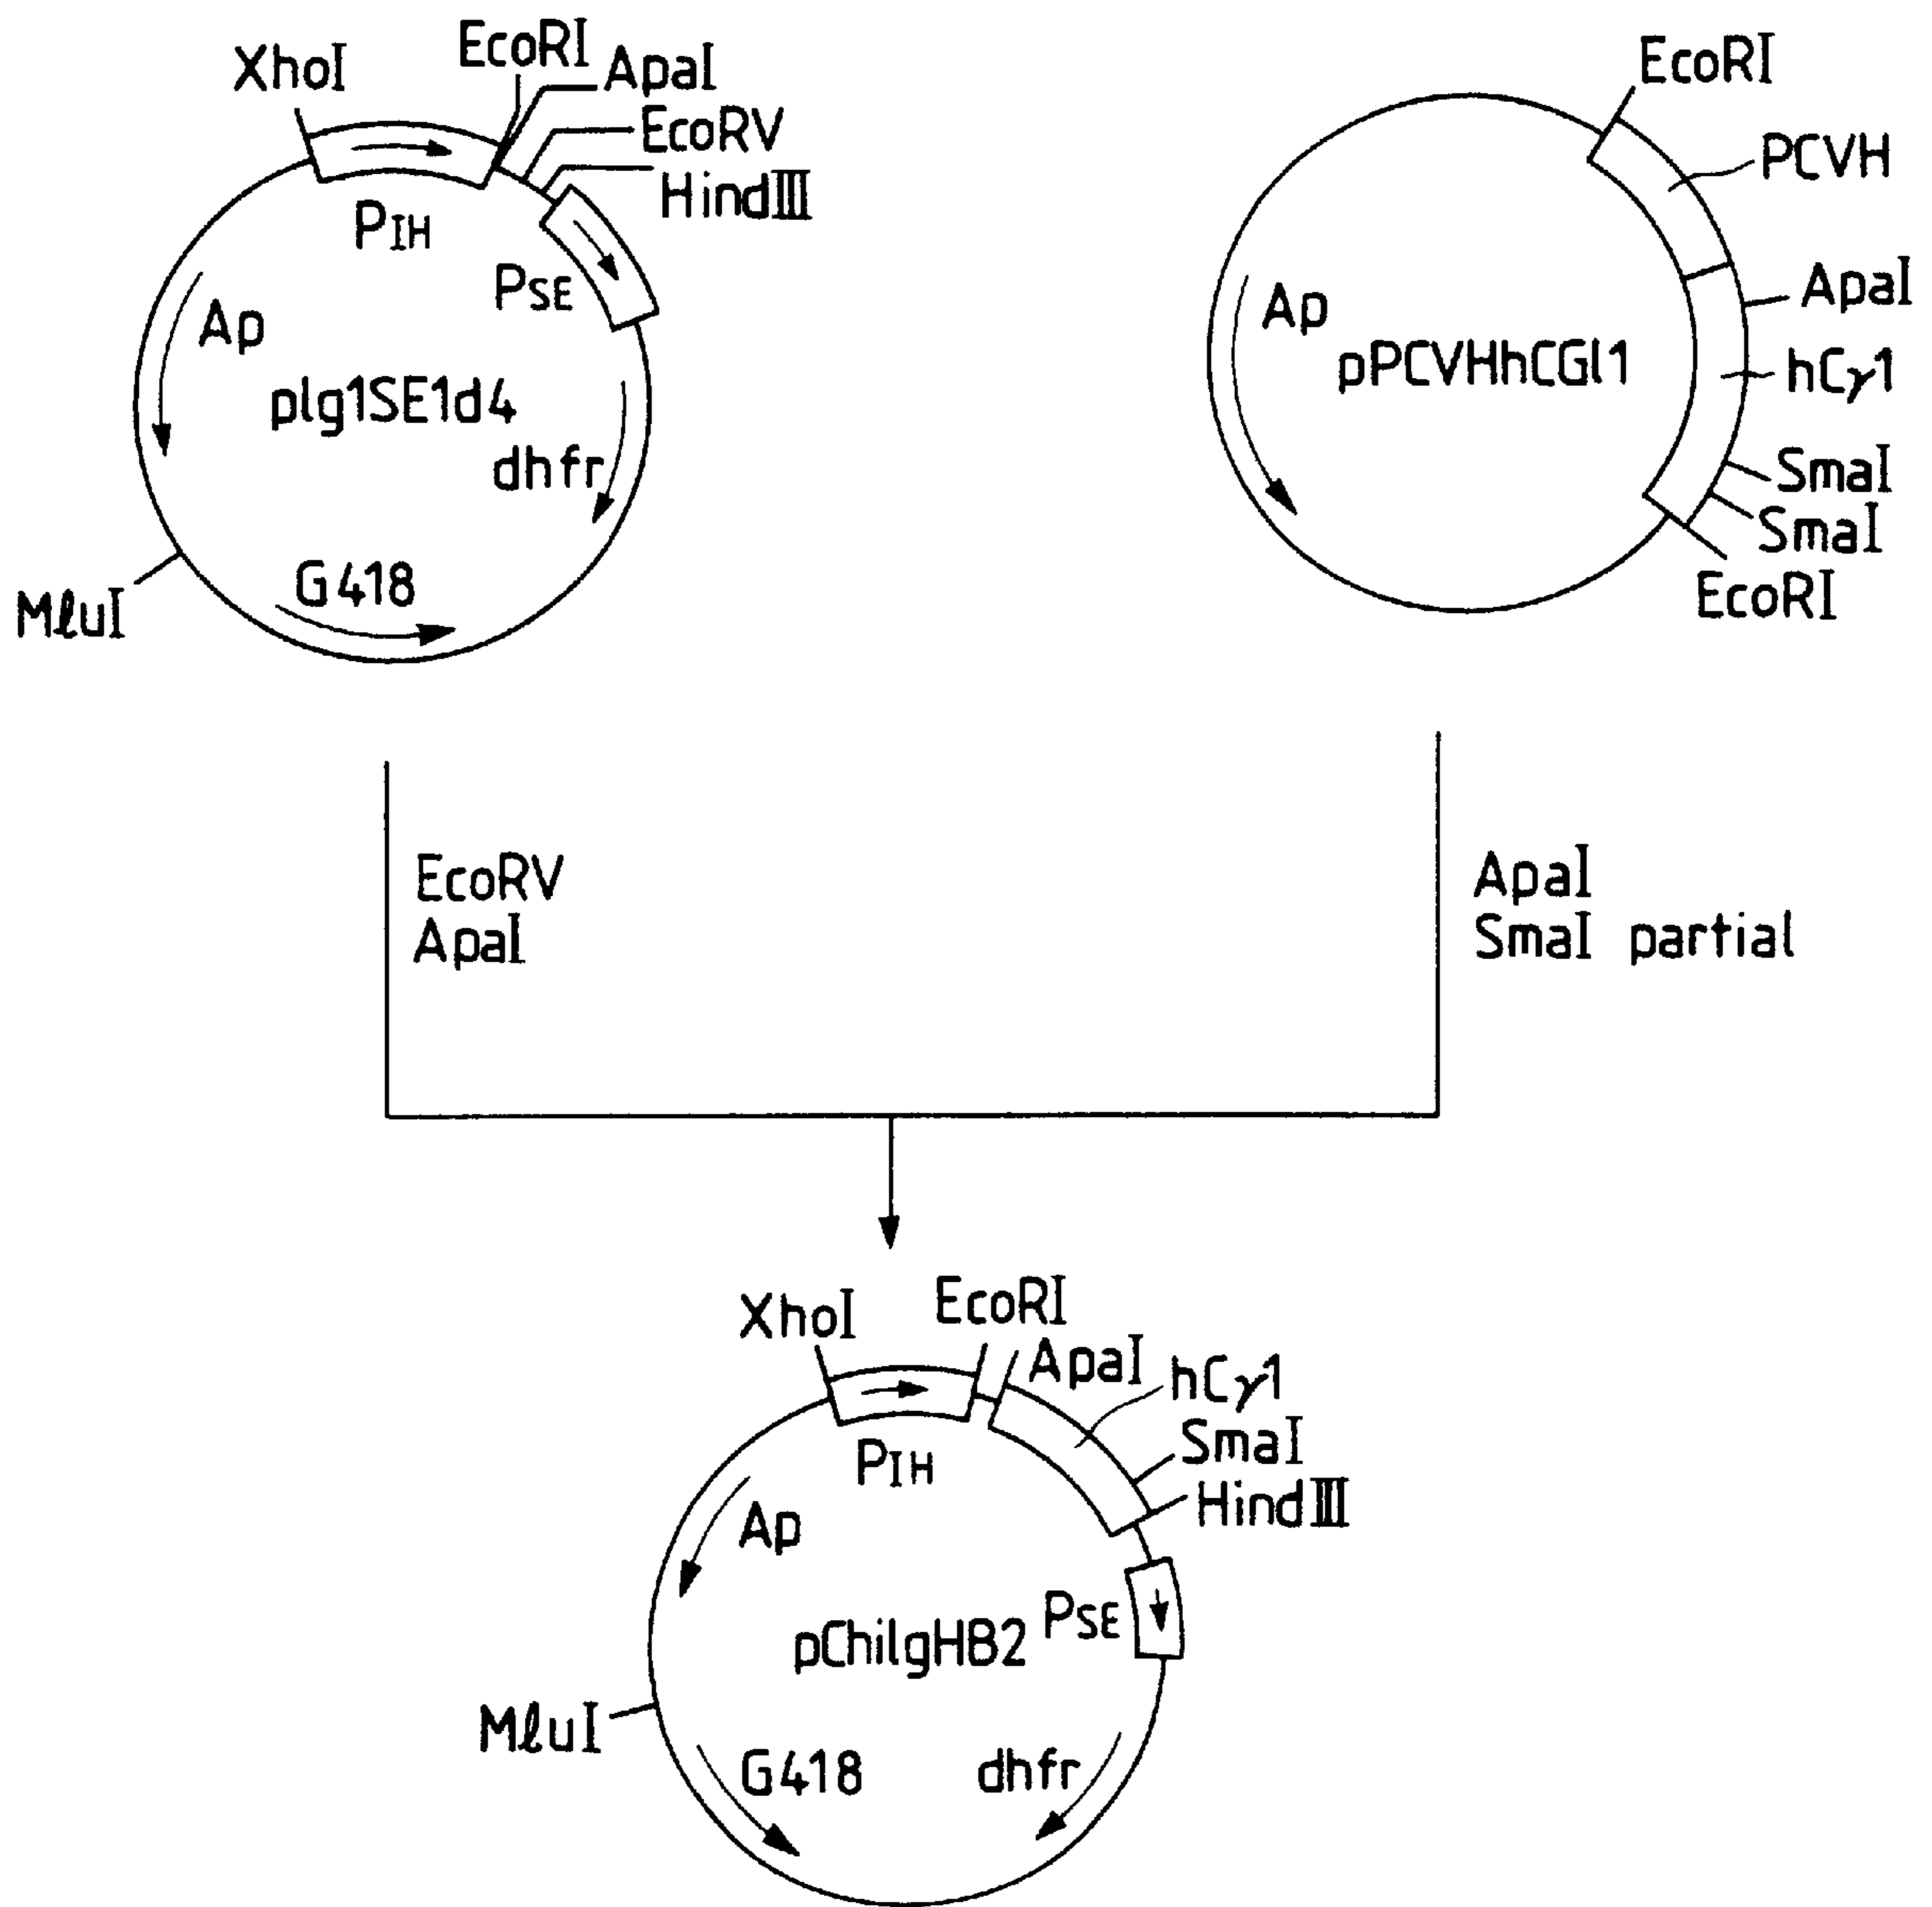 XhoI
EcoRI
ApaI
EcoRV
HindIII
PIH
PSE
Ap
pIg1SE1d4
dhfr
G418
MluI
EcoRI
PCVH
ApaI
Ap
pPCVHhCGI1
hCγ1
SmaI
SmaI
EcoRI
EcoRV
ApaI
ApaI
SmaI partial
XhoI
EcoRI
ApaI
hCγ1
SmaI
HindIII
PIH
Ap
PSE
pChiIgHB2
MluI
G418
dhfr